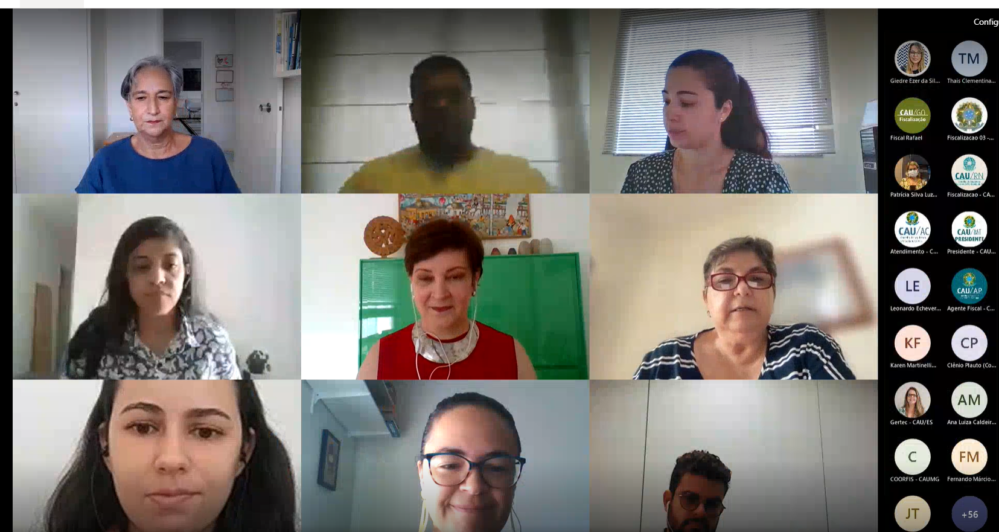 Config
TM
Giedre Ezer da Sil...
Thais Clementina...
CAU/GO
Fiscalização
Fiscal Rafael
Fiscalizacao 03 -...
CAU/RN
Patrícia Silva Luz...
Fiscalizacao - CA...
CAU/AC
CAU/MT
PRESIDENTE
Atendimento - C...
Presidente - CAU...
LE
CAU/AP
Leonardo Echever...
Agente Fiscal - C...
KF
CP
Karen Martinelli...
Clênio Plauto (Co...
AM
Gertec - CAU/ES
Ana Luiza Caldeir...
C
FM
COORFIS - CAUMG
Fernando Márcio...
JT
+56